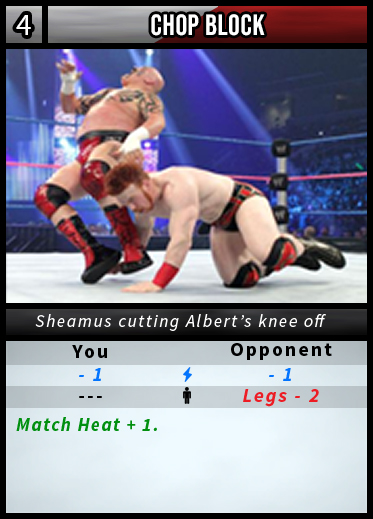 4 CHOP BLOCK
Sheamus cutting Albert's knee off
You Opponent
- 1 - 1
--- Legs - 2
Match Heat + 1.